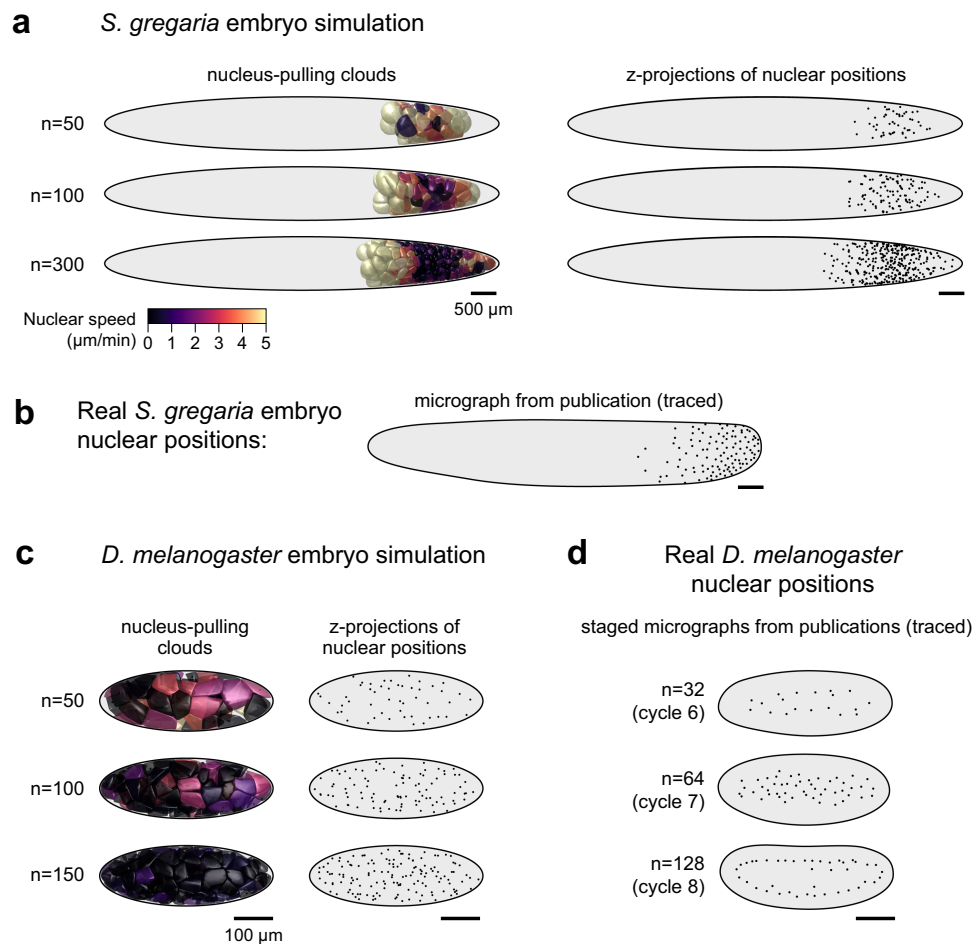 a S. gregaria embryo simulation
nucleus-pulling clouds
z-projections of nuclear positions
n=50
n=100
n=300
500 µm
Nuclear speed
(µm/min)
0 1 2 3 4 5
b Real S. gregaria embryo
nuclear positions:
micrograph from publication (traced)
c D. melanogaster embryo simulation
nucleus-pulling
clouds
z-projections of
nuclear positions
n=50
n=100
n=150
100 µm
d Real D. melanogaster
nuclear positions
staged micrographs from publications (traced)
n=32
(cycle 6)
n=64
(cycle 7)
n=128
(cycle 8)